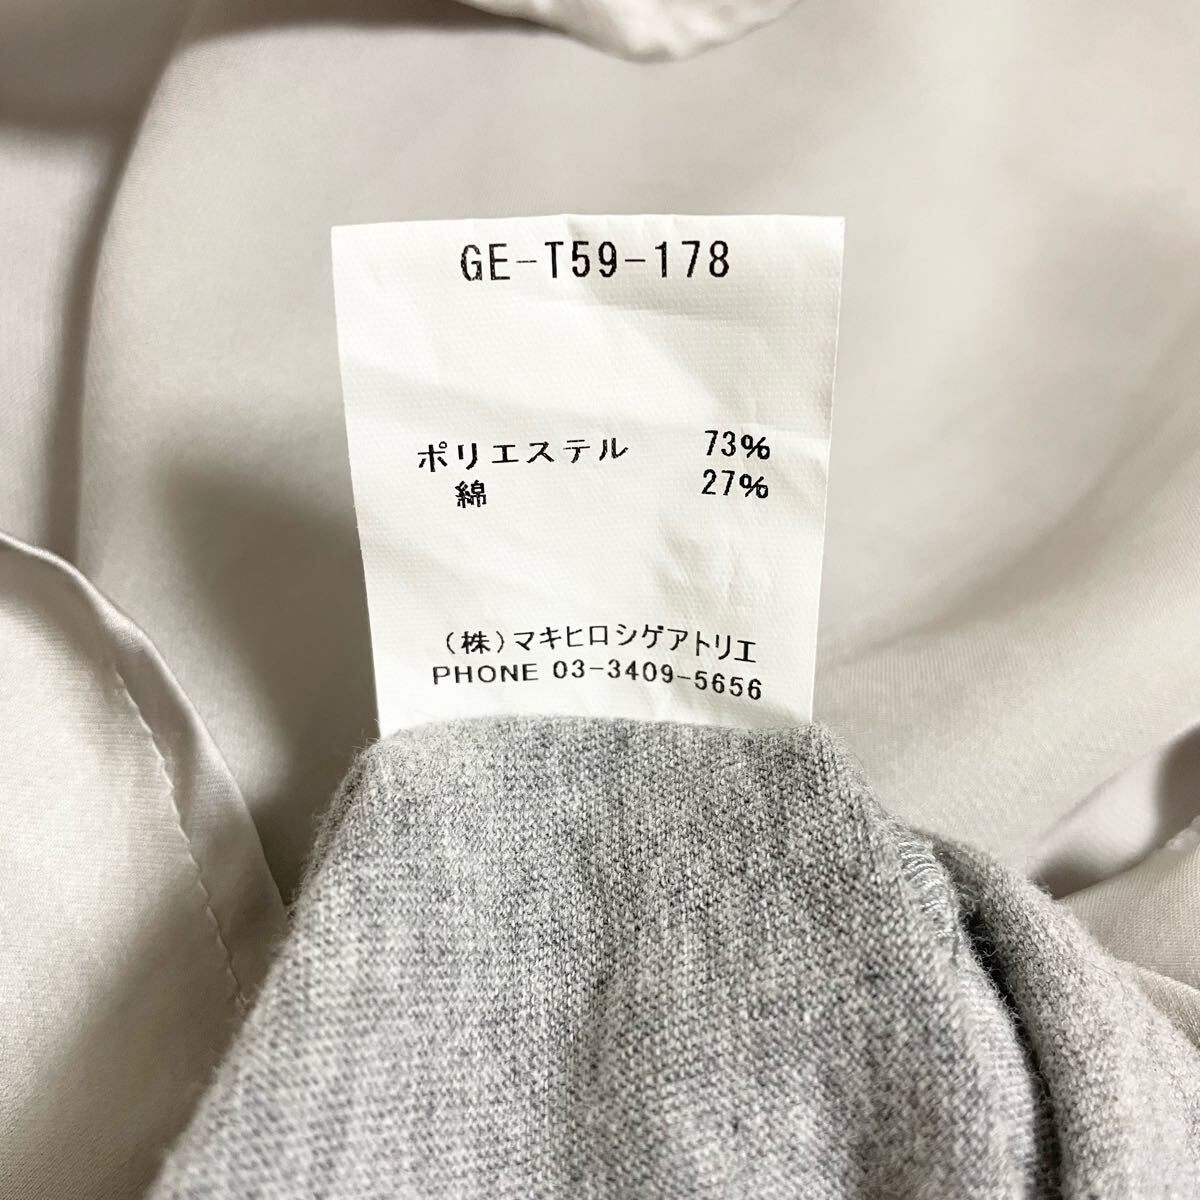 GE-T59-178
ポリエステル 73%
綿 27%
(株)マキヒロシゲアトリエ
PHONE 03-3409-5656